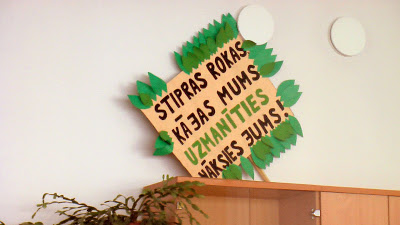 STIPRAS ROKAS
KĀJAS MUMS
UZMANĪTIES
NĀKSIES JUMS!